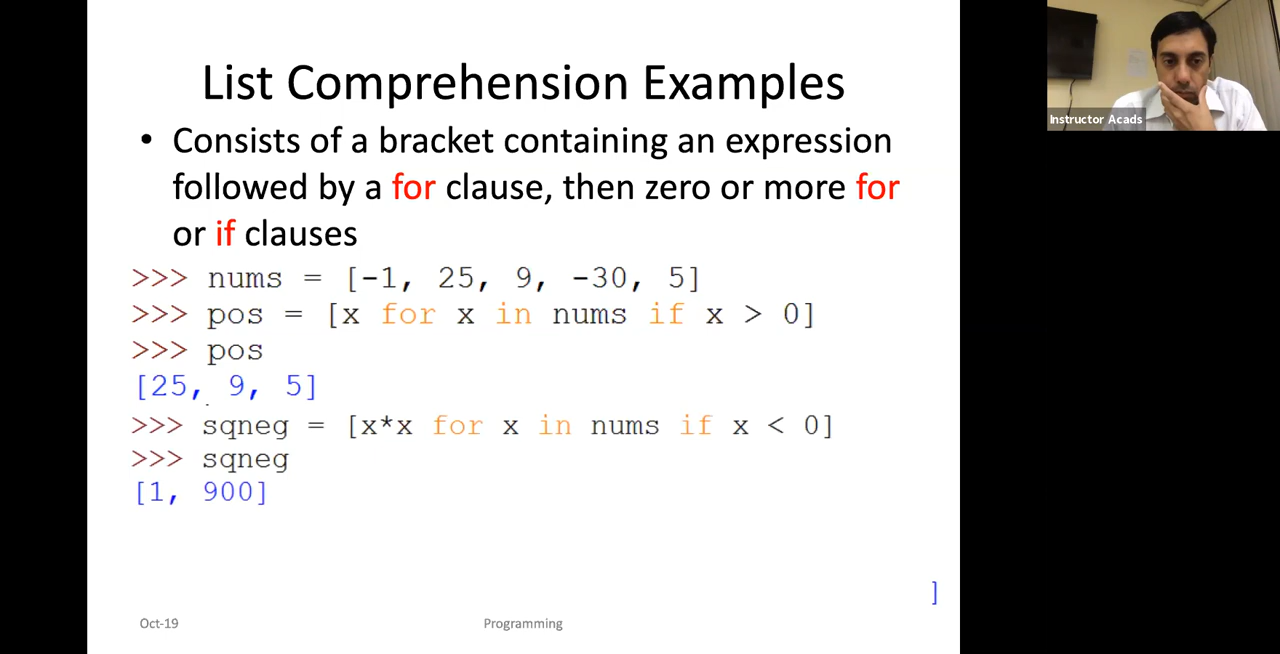 List Comprehension Examples
• Consists of a bracket containing an expression
followed by a for clause, then zero or more for
or if clauses
>>> nums = [-1, 25, 9, -30, 5]
>>> pos = [x for x in nums if x > 0]
>>> pos
[25, 9, 5]
>>> sqneg = [x*x for x in nums if x < 0]
>>> sqneg
[1, 900]
]
Oct-19
Programming
Instructor Acads